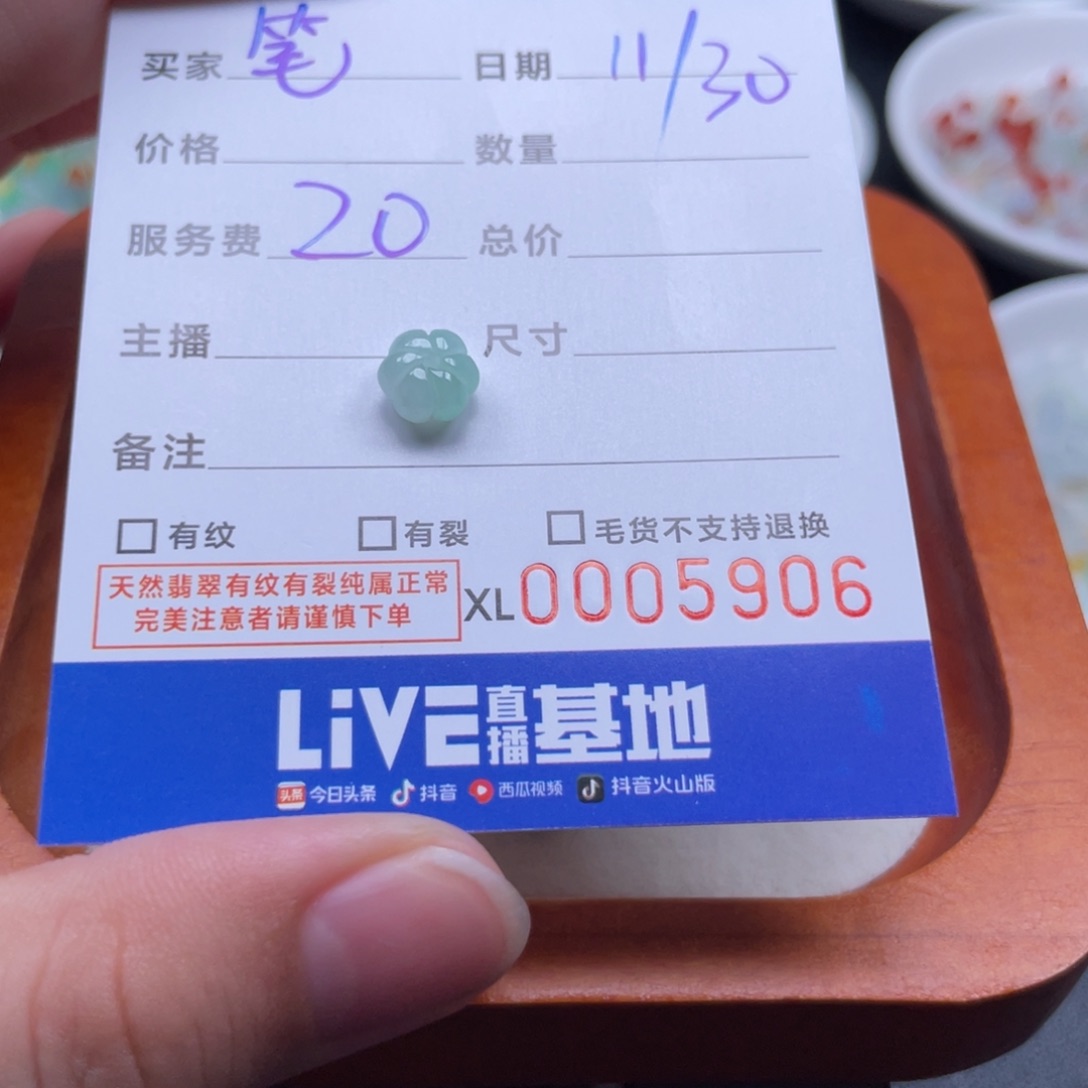 买家 笔 日期 11/30
价格 数量
服务费 20 总价
主播 尺寸
备注
有纹 有裂 毛货不支持退换
天然翡翠有纹有裂纯属正常
完美注意者请谨慎下单
XL 0005906
LiVE直播基地
头条 今日头条 抖音 西瓜视频 抖音火山版